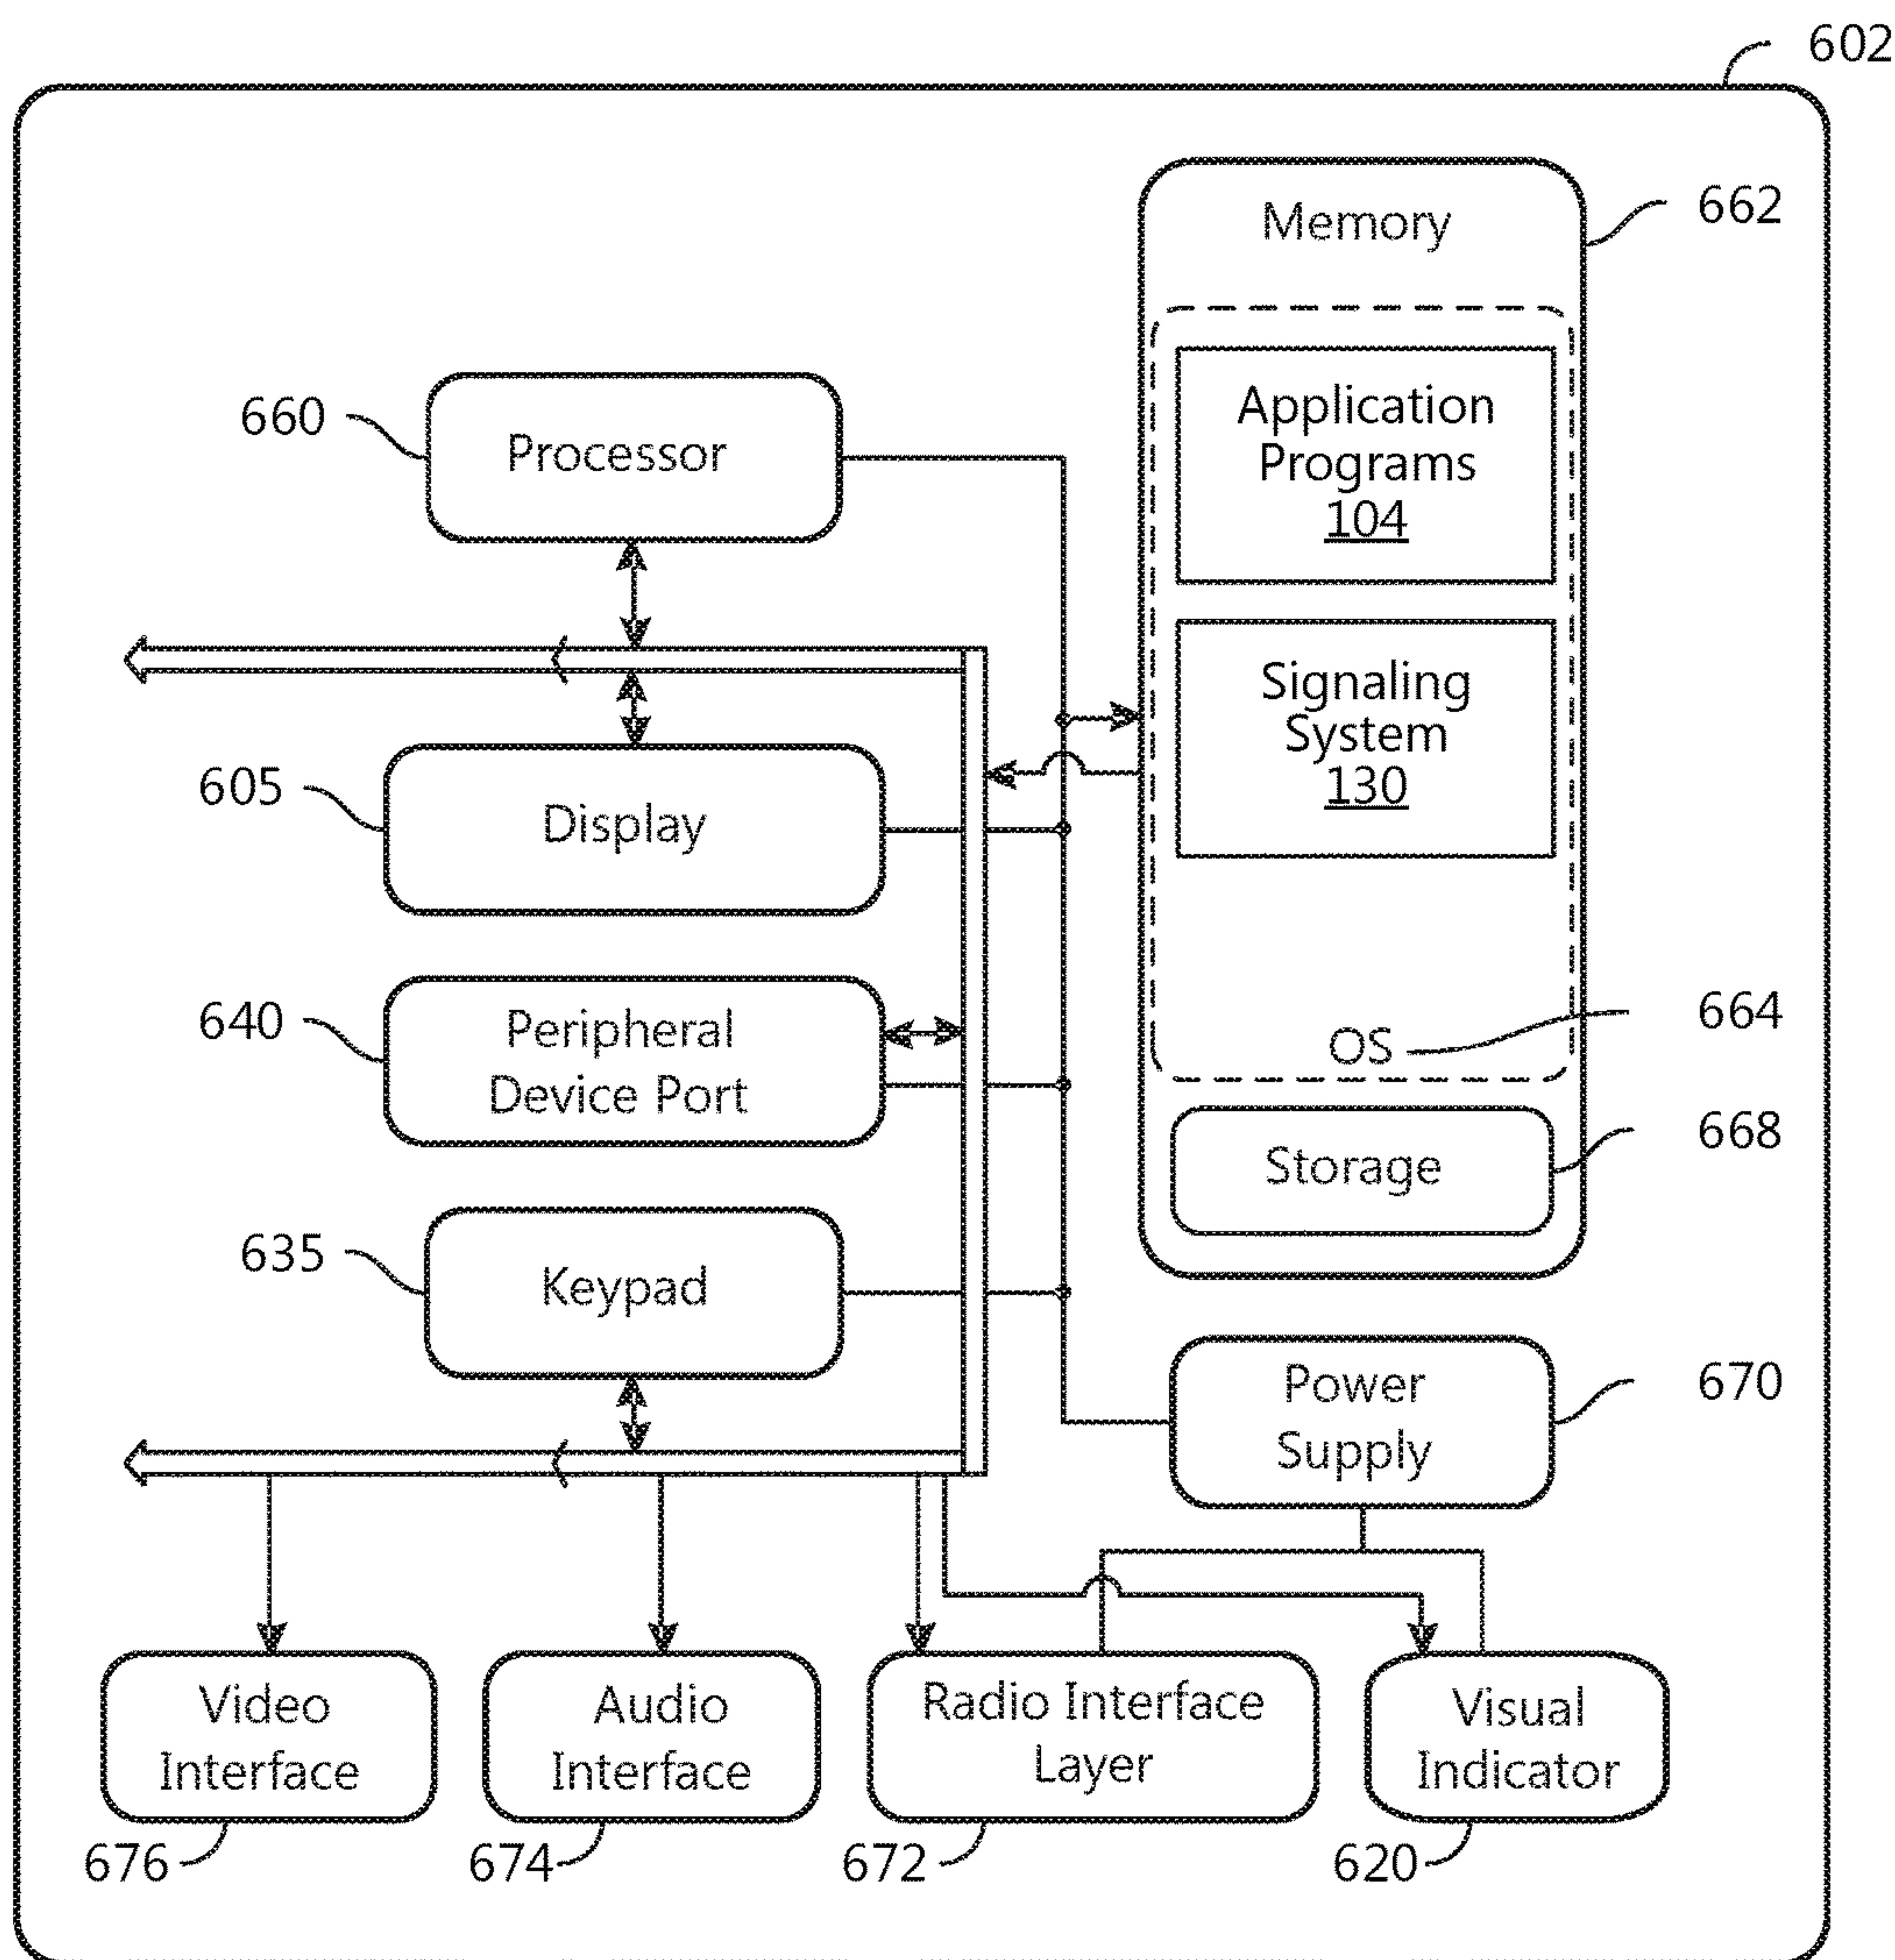 602
Memory
662
Application
Programs
104
660
Processor
Signaling
System
130
605
Display
640
Peripheral
Device Port
OS
664
668
Storage
635
Keypad
Power
Supply
670
Video
Interface
Audio
Interface
Radio Interface
Layer
Visual
Indicator
676
674
672
620